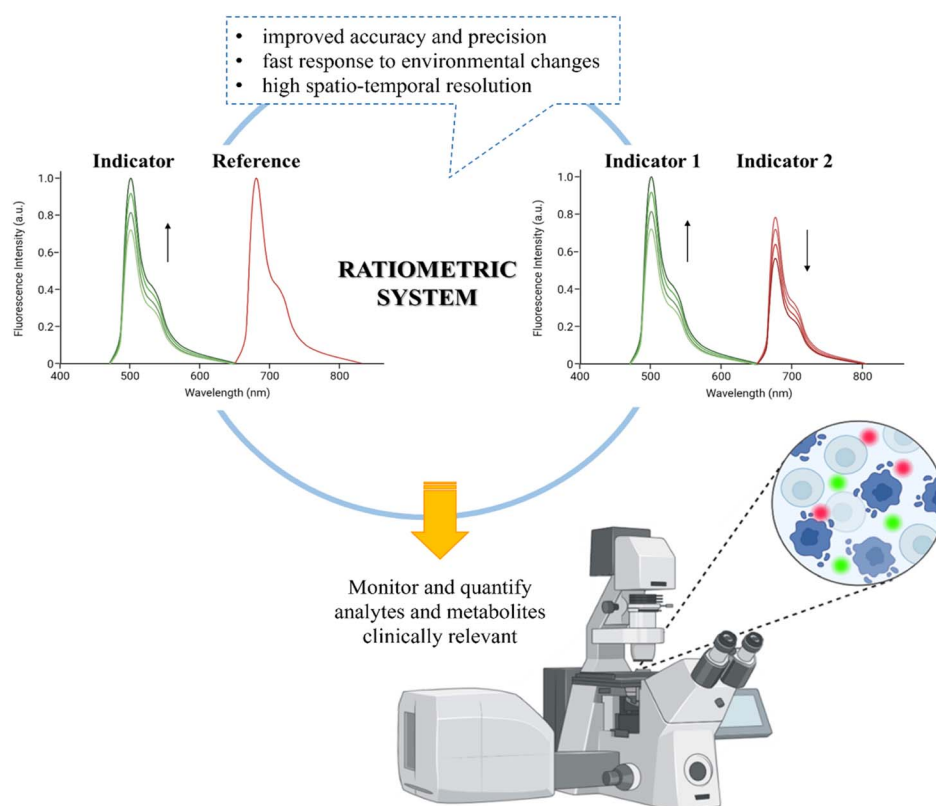 • improved accuracy and precision
• fast response to environmental changes
• high spatio-temporal resolution
Indicator
Reference
Fluorescence Intensity (a.u.)
1.0
0.8
0.6
0.4
0.2
0
400
500
600
700
800
Wavelength (nm)
RATIOMETRIC
SYSTEM
Indicator 1
Indicator 2
Fluorescence Intensity (a.u.)
1.0
0.8
0.6
0.4
0.2
0
400
500
600
700
800
Wavelength (nm)
Monitor and quantify
analytes and metabolites
clinically relevant